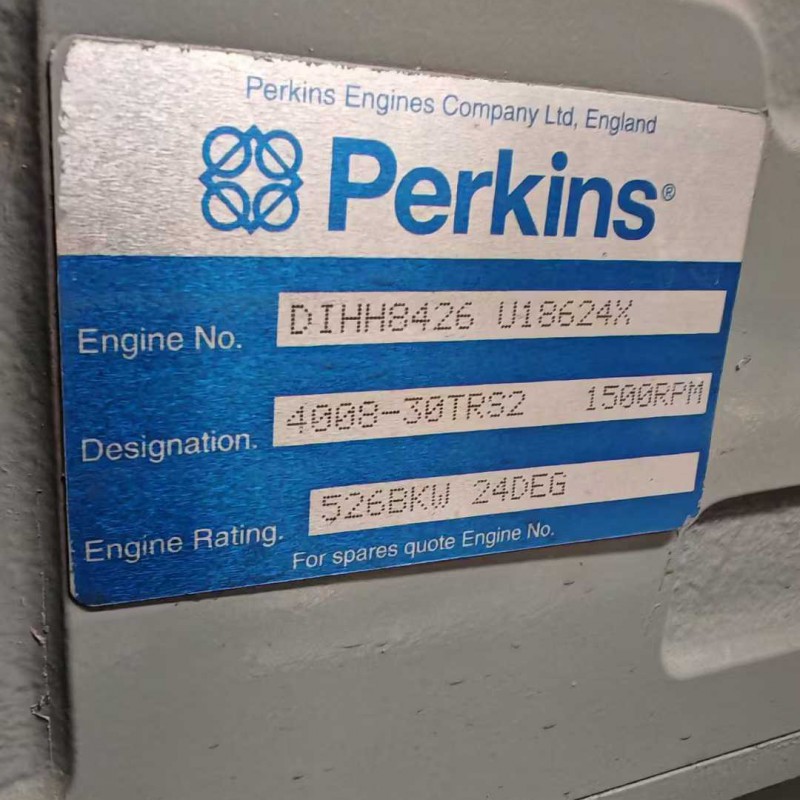 Perkins Engines Company Ltd, England
Perkins®
Engine No. DIHH8426 U18624X
Designation. 4008-30TRS2 1500RPM
Engine Rating. 526BKW 24DEG
For spares quote Engine No.